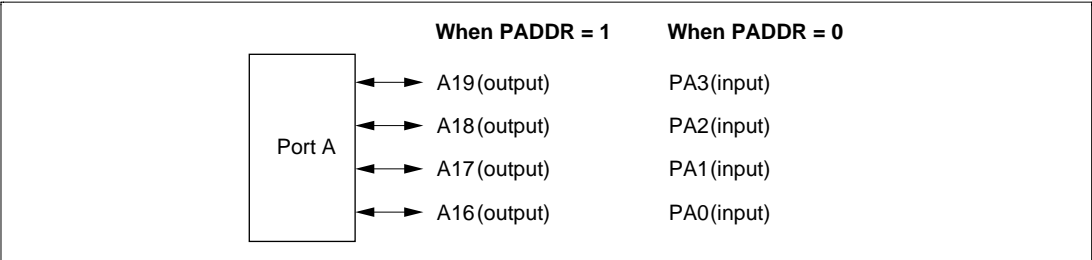 When PADDR = 1 When PADDR = 0
A19(output) PA3(input)
A18(output) PA2(input)
Port A
A17(output) PA1(input)
A16(output) PA0(input)